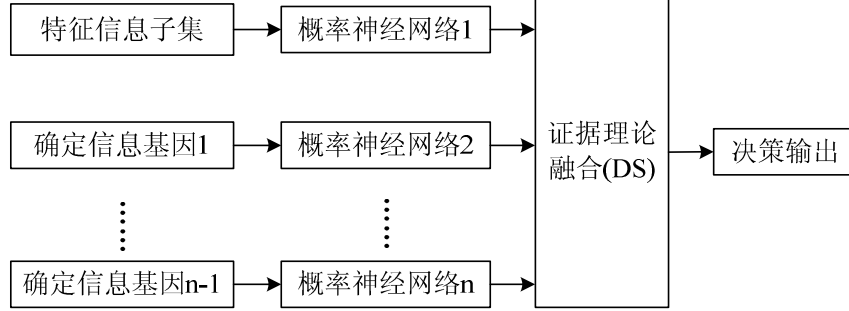 特征信息子集
概率神经网络1
确定信息基因1
概率神经网络2
证据理论
融合(DS)
决策输出
确定信息基因n-1
概率神经网络n